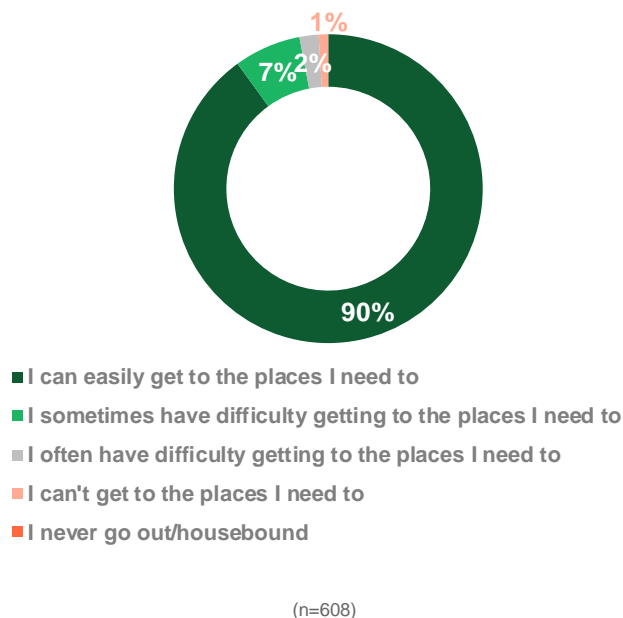 1%
7%
2%
90%
I can easily get to the places I need to
I sometimes have difficulty getting to the places I need to
I often have difficulty getting to the places I need to
I can't get to the places I need to
I never go out/housebound
(n=608)